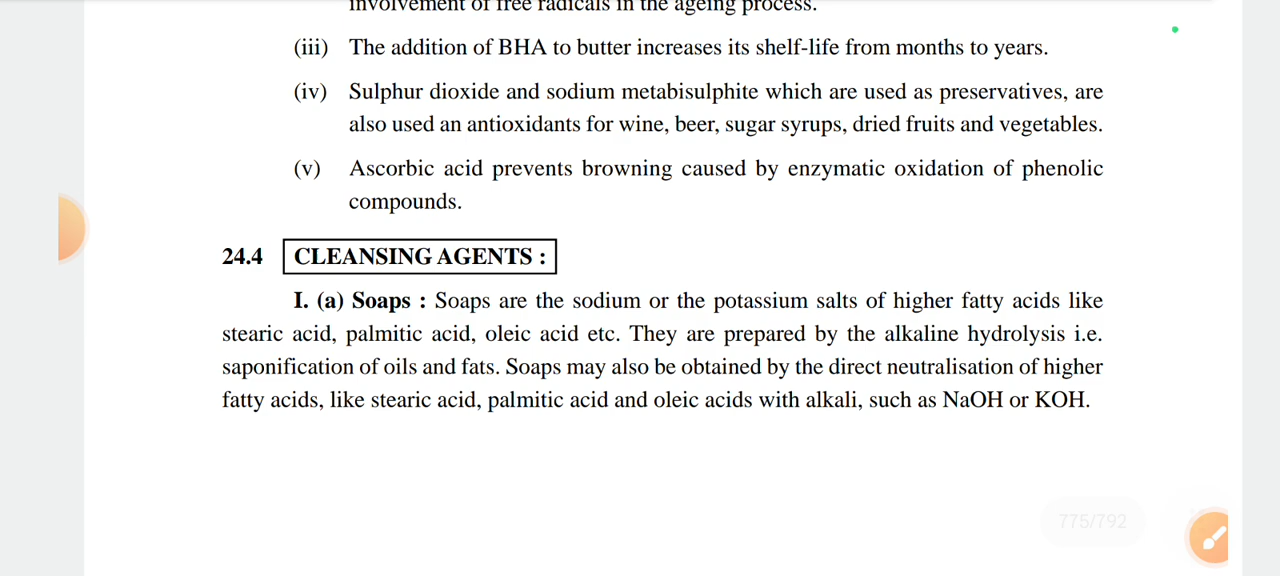 involvement of free radicals in the ageing process.
(iii) The addition of BHA to butter increases its shelf-life from months to years.
(iv) Sulphur dioxide and sodium metabisulphite which are used as preservatives, are
also used an antioxidants for wine, beer, sugar syrups, dried fruits and vegetables.
(v) Ascorbic acid prevents browning caused by enzymatic oxidation of phenolic
compounds.
24.4 CLEANSING AGENTS :
I. (a) Soaps : Soaps are the sodium or the potassium salts of higher fatty acids like
stearic acid, palmitic acid, oleic acid etc. They are prepared by the alkaline hydrolysis i.e.
saponification of oils and fats. Soaps may also be obtained by the direct neutralisation of higher
fatty acids, like stearic acid, palmitic acid and oleic acids with alkali, such as NaOH or KOH.
775/792